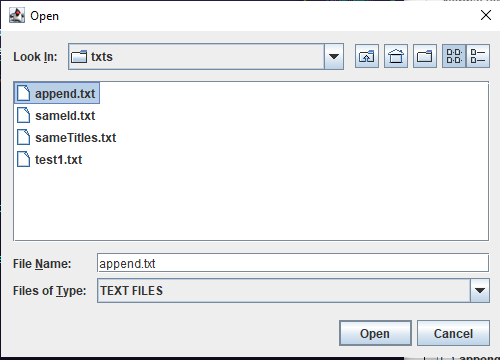 Open
Look In: txts
append.txt
sameId.txt
sameTitles.txt
test1.txt
File Name: append.txt
Files of Type: TEXT FILES
Open Cancel